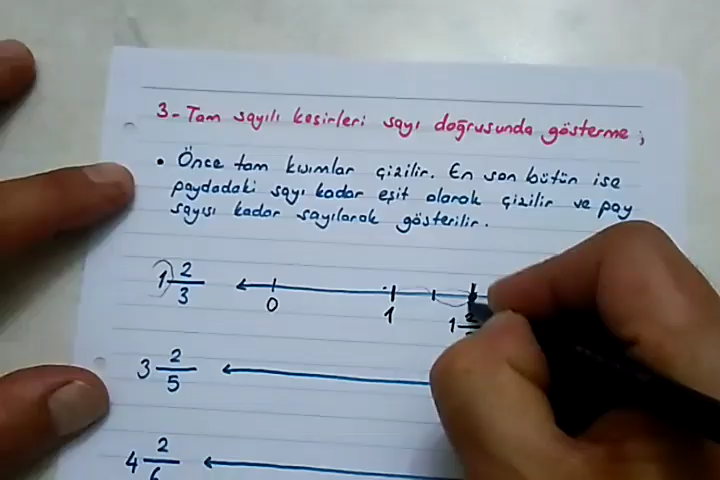 3- Tam sayılı kesirleri sayı doğrusunda gösterme;
• Önce tam kısımlar çizilir. En son bütün ise
paydadaki sayı kadar eşit olarak çizilir ve pay
sayısı kadar sayılarak gösterilir.
1 2/3
0 1 1 2
3 2/5
4 2/6